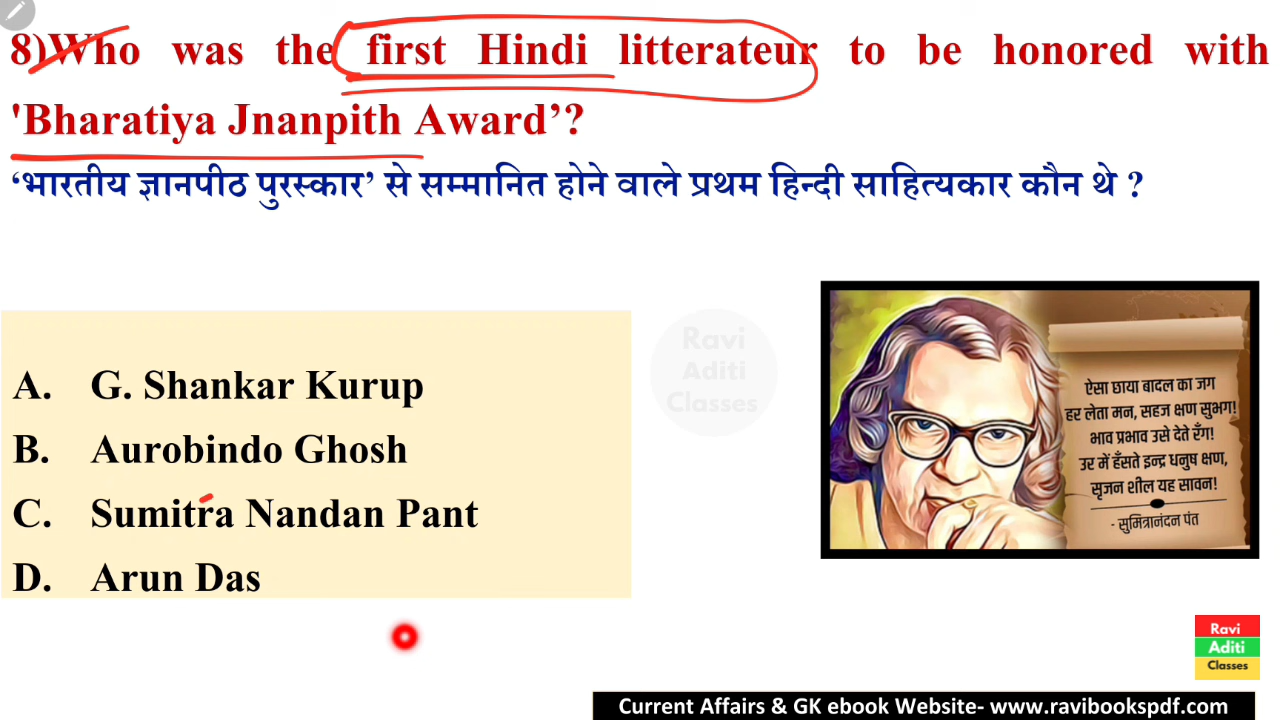 8)Who was the first Hindi litterateur to be honored with
'Bharatiya Jnanpith Award’?
‘भारतीय ज्ञानपीठ पुरस्कार’ से सम्मानित होने वाले प्रथम हिन्दी साहित्यकार कौन थे ?
A. G. Shankar Kurup
B. Aurobindo Ghosh
C. Sumitra Nandan Pant
D. Arun Das
Ravi
Aditi
Classes
ऐसा छाया बादल का जग
हर लेता मन, सहज क्षण सुभग!
भाव प्रभाव उसे देते रँग!
उर में हँसते इन्द्र धनुष क्षण,
सृजन शील यह सावन!
- सुमित्रानंदन पंत
Ravi
Aditi
Classes
Current Affairs & GK ebook Website- www.ravibookspdf.com